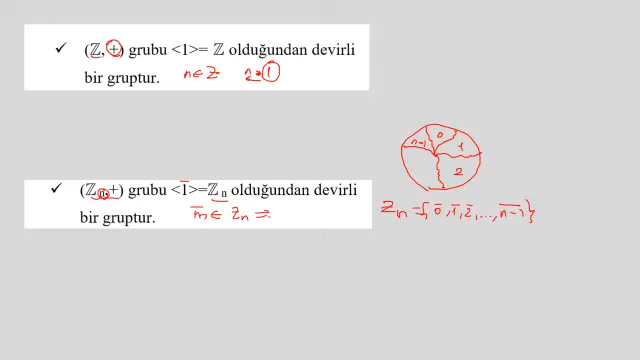 ✓ (ℤ, +) grubu <1>= ℤ olduğundan devirli
bir gruptur. n ∈ Z n * 1
n-1 0 1 2
✓ (ℤn,+) grubu <1̅>=ℤn olduğundan devirli
bir gruptur. m̅ ∈ Zn ⇒
Zn = {0̅, 1̅, 2̅, ..., n-1̅}